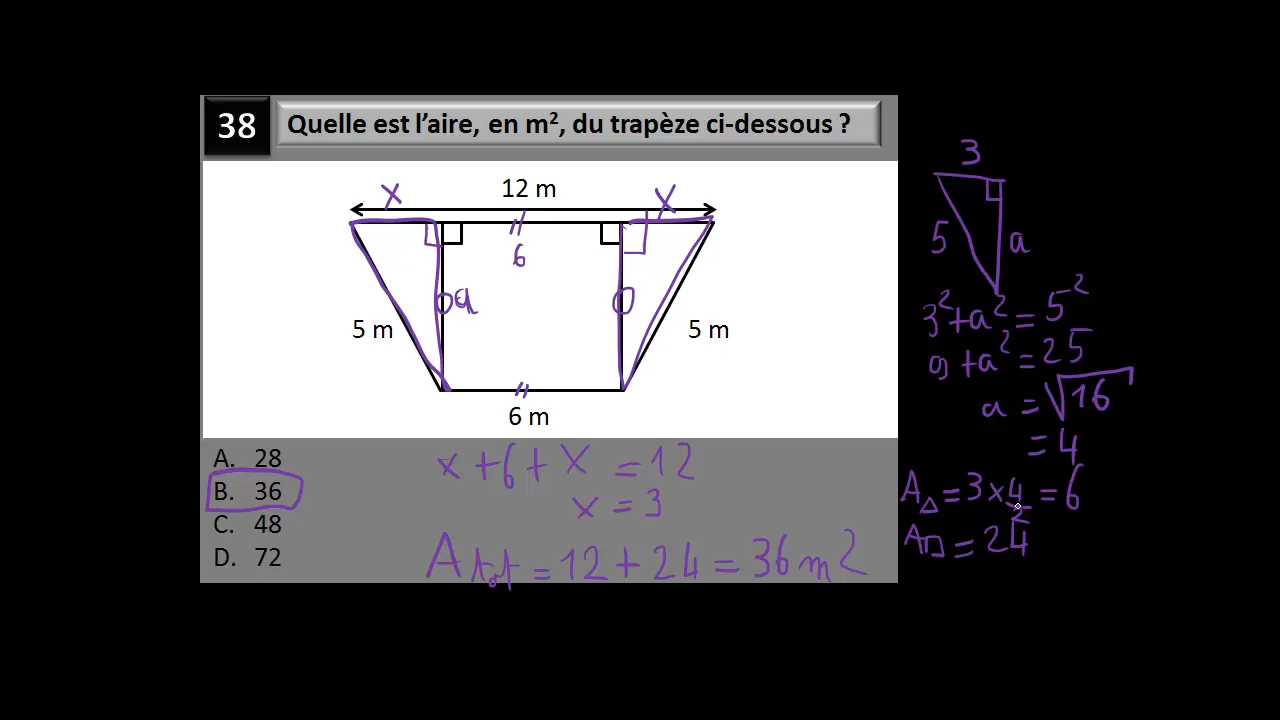 38 Quelle est l'aire, en m², du trapèze ci-dessous ?
x 12 m x
6
a
5 m 5 m
6 m
A. 28
B. 36
C. 48
D. 72
x + 6 + x = 12
x = 3
A tot = 12 + 24 = 36 m²
3
5 a
3² + a² = 5²
9 + a² = 25
a = √16
= 4
A△ = 3 × 4/2 = 6
A□ = 24